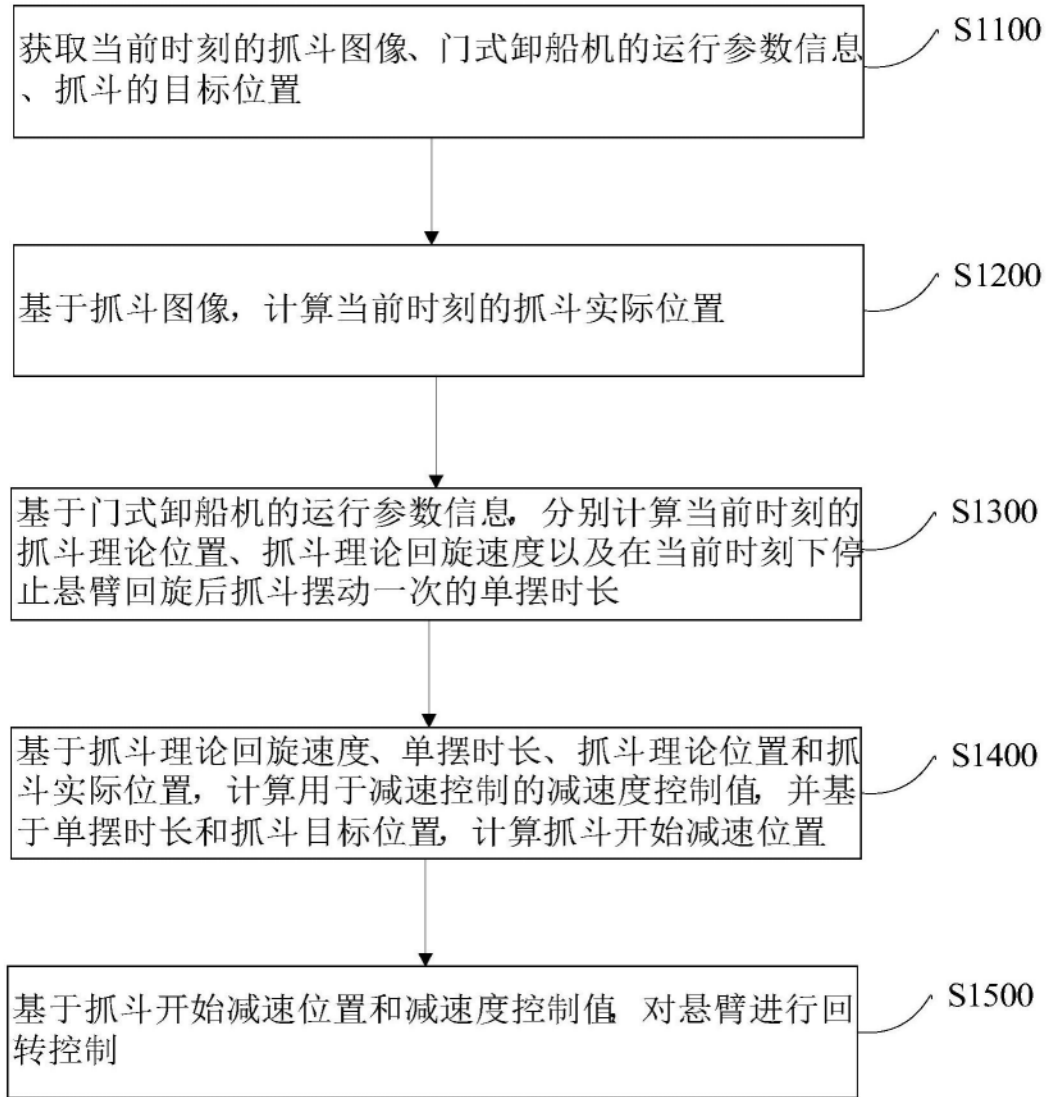 获取当前时刻的抓斗图像、门式卸船机的运行参数信息
、抓斗的目标位置
S1100
基于抓斗图像，计算当前时刻的抓斗实际位置
S1200
基于门式卸船机的运行参数信息，分别计算当前时刻的
抓斗理论位置、抓斗理论回旋速度以及在当前时刻下停
止悬臂回旋后抓斗摆动一次的单摆时长
S1300
基于抓斗理论回旋速度、单摆时长、抓斗理论位置和抓
斗实际位置，计算用于减速控制的减速度控制值，并基
于单摆时长和抓斗目标位置，计算抓斗开始减速位置
S1400
基于抓斗开始减速位置和减速度控制值，对悬臂进行回
转控制
S1500